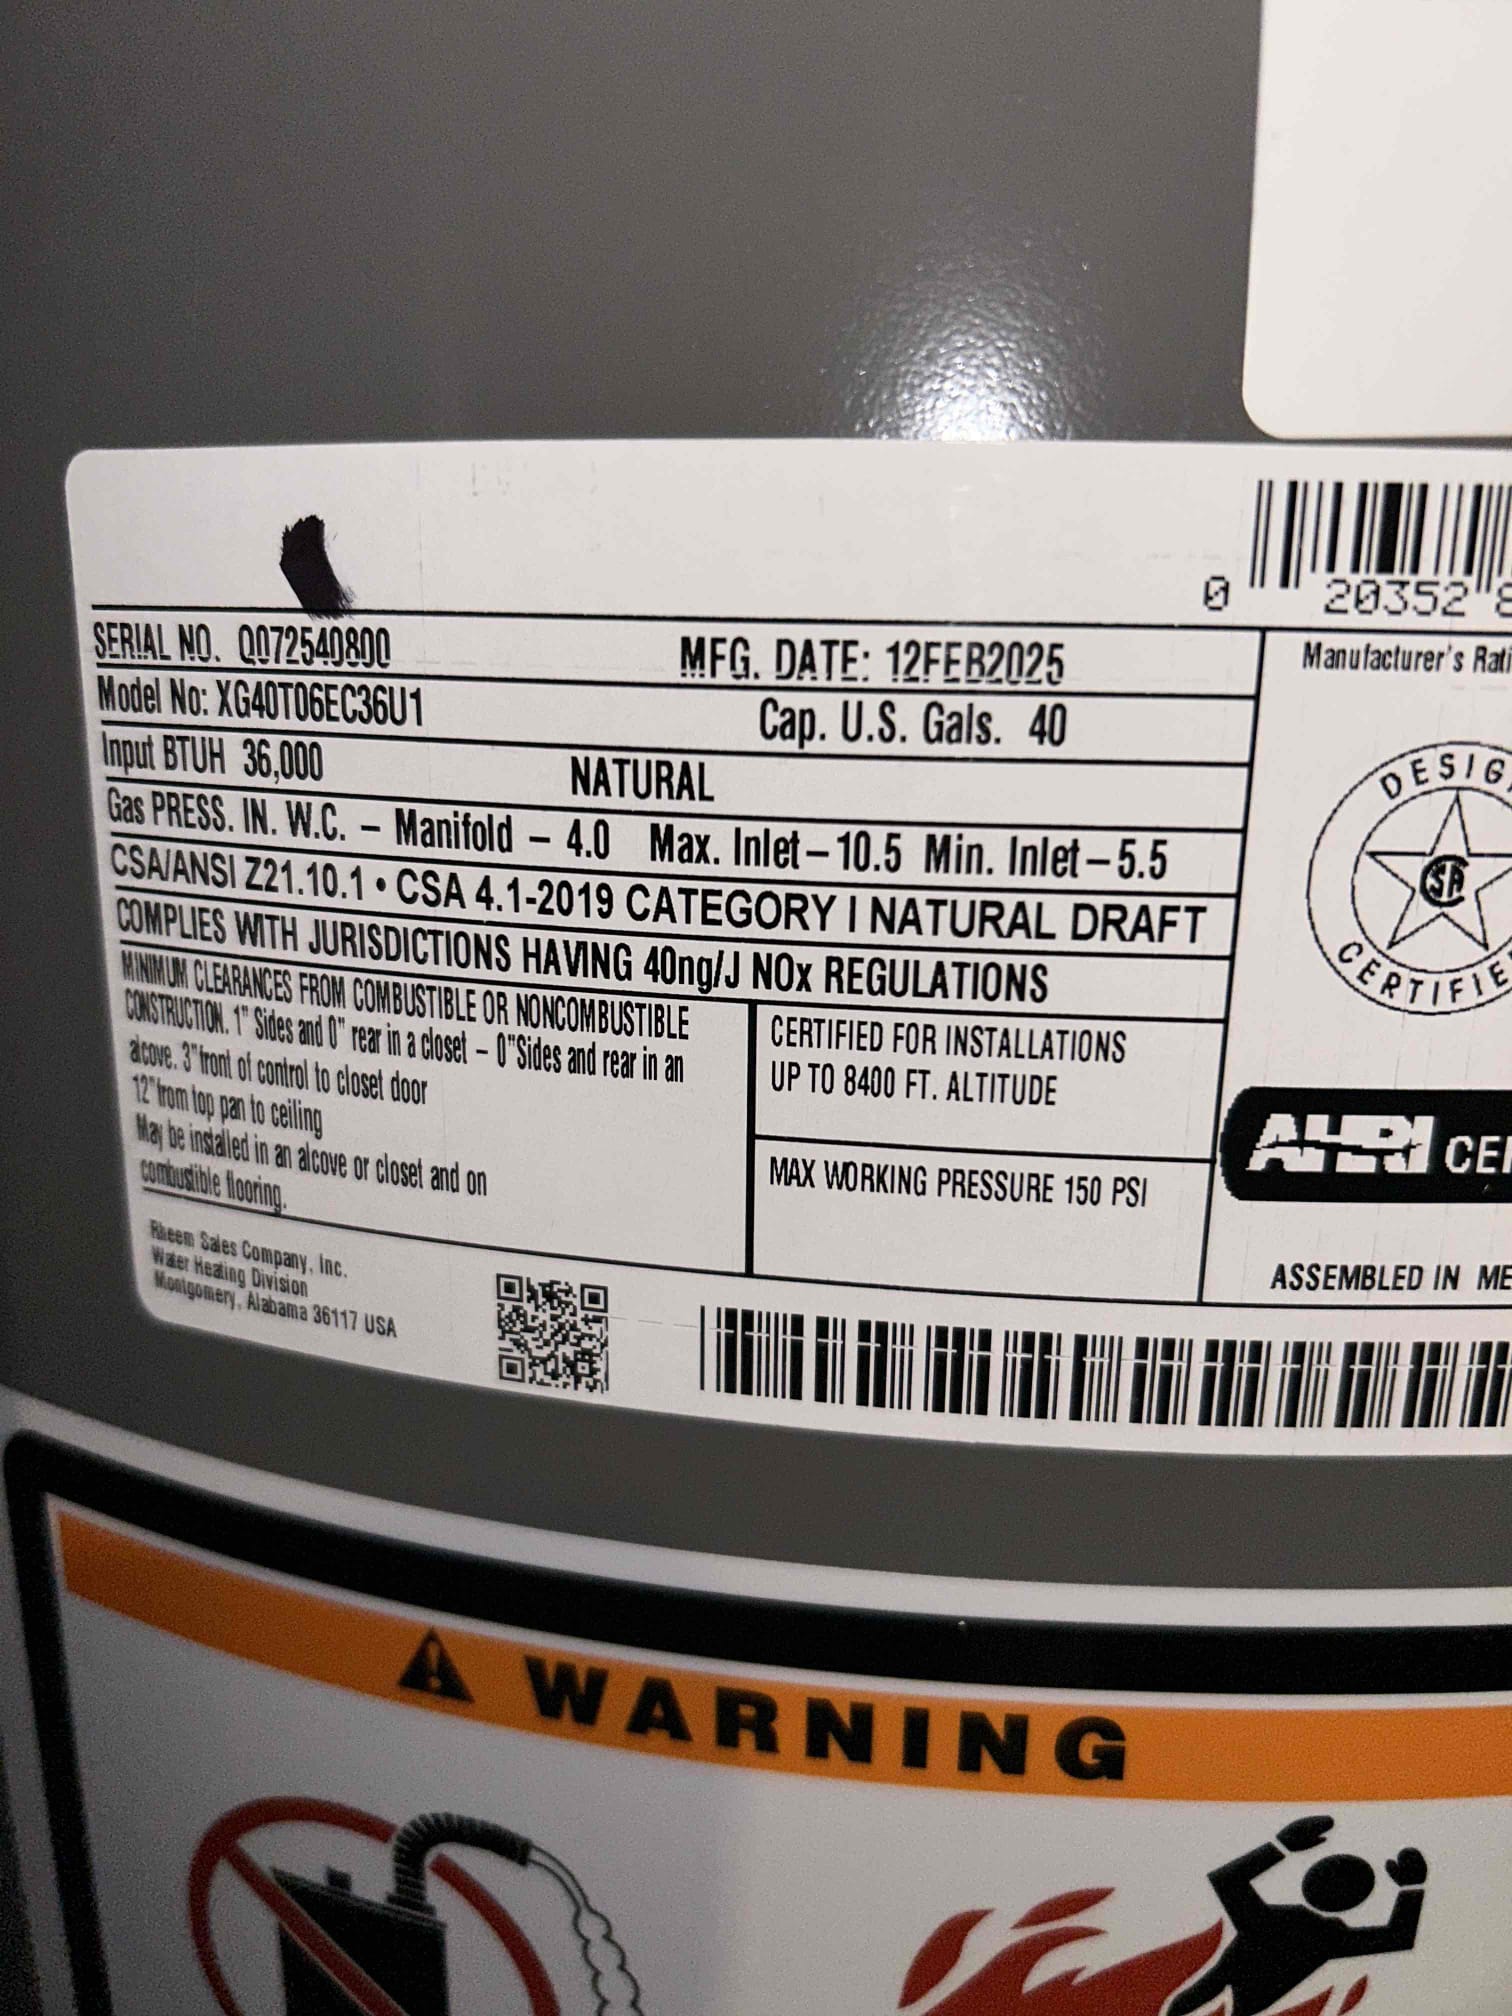 0 20352
SERIAL NO. Q072540800 MFG. DATE: 12FEB2025
Model No: XG40T06EC36U1 Cap. U.S. Gals. 40
Input BTUH 36,000 NATURAL
Gas PRESS. IN. W.C. – Manifold – 4.0 Max. Inlet – 10.5 Min. Inlet – 5.5
CSA/ANSI Z21.10.1 • CSA 4.1-2019 CATEGORY I NATURAL DRAFT
COMPLIES WITH JURISDICTIONS HAVING 40ng/J NOx REGULATIONS
MINIMUM CLEARANCES FROM COMBUSTIBLE OR NONCOMBUSTIBLE
CONSTRUCTION. 1" Sides and 0" rear in a closet – 0"Sides and rear in an
alcove. 3"front of control to closet door
12"from top pan to ceiling
May be installed in an alcove or closet and on
combustible flooring.
CERTIFIED FOR INSTALLATIONS
UP TO 8400 FT. ALTITUDE
MAX WORKING PRESSURE 150 PSI
Rheem Sales Company, Inc.
Water Heating Division
Montgomery, Alabama 36117 USA
Manufacturer's
DESIG
CSA
CERTIFIE
AHRI CE
ASSEMBLED IN ME
WARNING